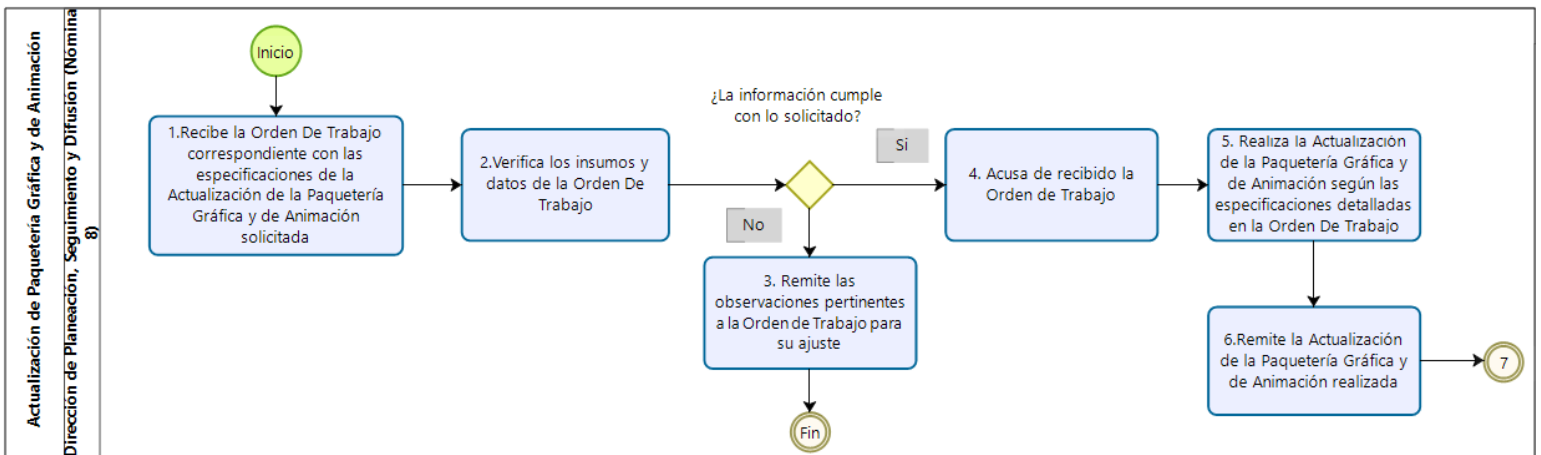 Actualización de Paquetería Gráfica y de Animación
Dirección de Planeación, Seguimiento y Difusión (Nómina
8)
Inicio
1.Recibe la Orden De Trabajo
correspondiente con las
especificaciones de la
Actualización de la Paquetería
Gráfica y de Animación
solicitada
2.Verifica los insumos y
datos de la Orden De
Trabajo
¿La información cumple
con lo solicitado?
Si
No
3. Remite las
observaciones pertinentes
a la Orden de Trabajo para
su ajuste
Fin
4. Acusa de recibido la
Orden de Trabajo
5. Realiza la Actualización
de la Paquetería Gráfica y
de Animación según las
especificaciones detalladas
en la Orden De Trabajo
6.Remite la Actualización
de la Paquetería Gráfica y
de Animación realizada
7